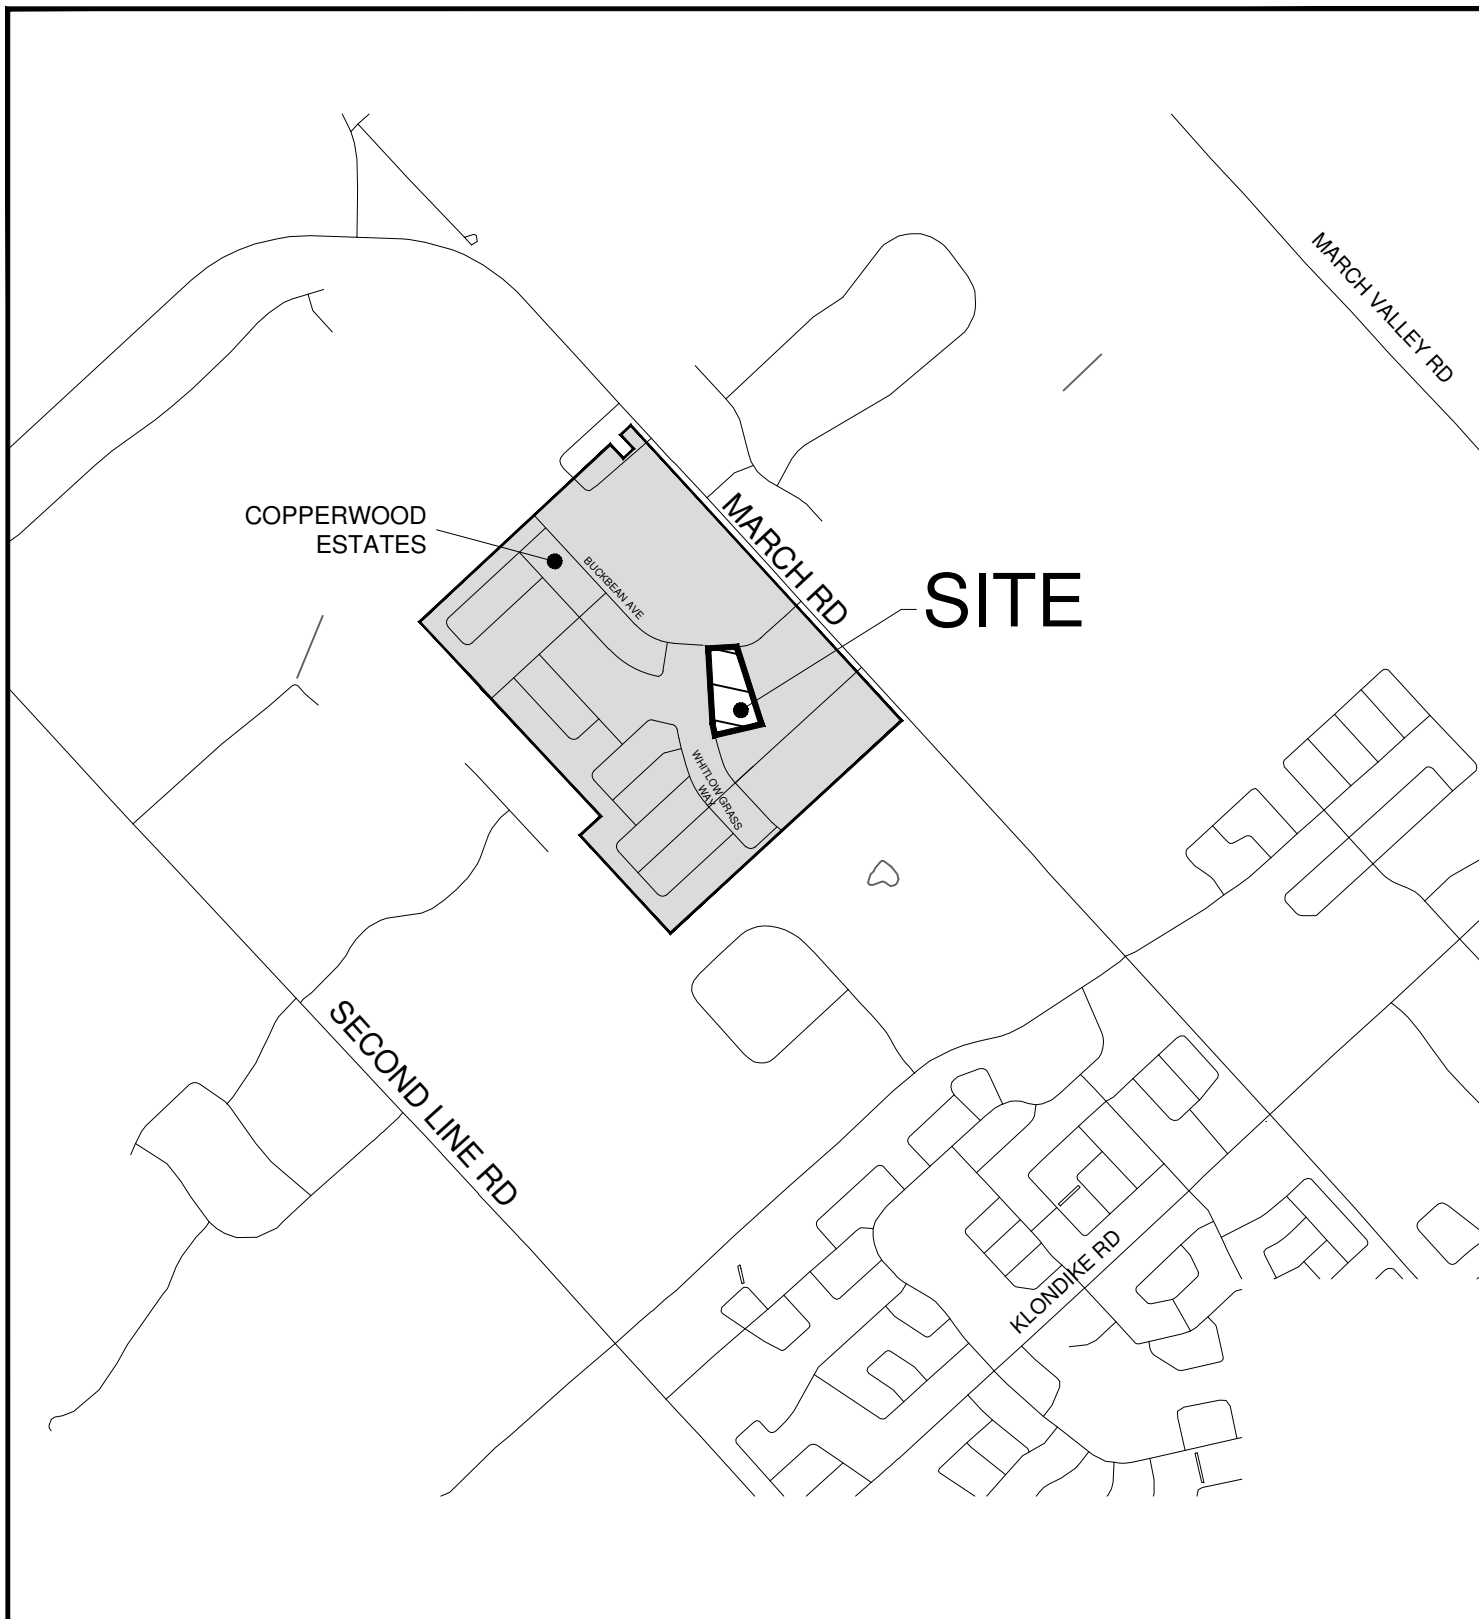 MARCH VALLEY RD
COPPERWOOD
ESTATES
MARCH RD
SITE
BUCKBEAN AVE
WHITLOWGRASS
WAY
SECOND LINE RD
KLONDIKE RD